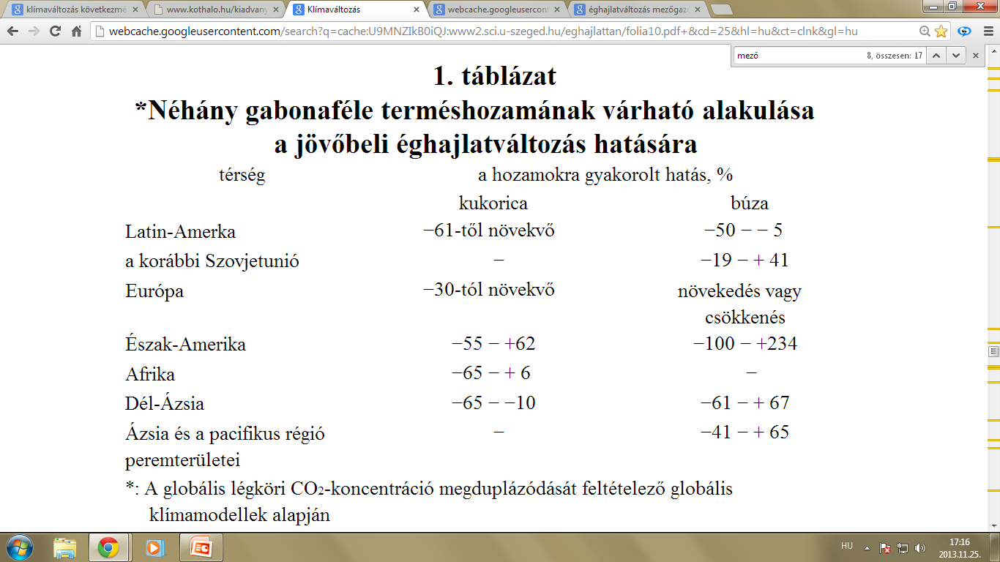 klímaváltozás következmé
www.kothalo.hu/kiadvany
Klímaváltozás
webcache.googleusercont
éghajlatváltozás mezőgazd
webcache.googleusercontent.com/search?q=cache:U9MNZIkB0iQJ:www2.sci.u-szeged.hu/eghajlattan/folia10.pdf+&cd=25&hl=hu&ct=clnk&gl=hu
mező 8, összesen: 17
1. táblázat
*Néhány gabonaféle terméshozamának várható alakulása
a jövőbeli éghajlatváltozás hatására
térség a hozamokra gyakorolt hatás, %
kukorica búza
Latin-Amerka −61-től növekvő −50 − − 5
a korábbi Szovjetunió − −19 − + 41
Európa −30-tól növekvő növekedés vagy
csökkenés
Észak-Amerika −55 − +62 −100 − +234
Afrika −65 − + 6 −
Dél-Ázsia −65 − −10 −61 − + 67
Ázsia és a pacifikus régió − −41 − + 65
peremterületei
*: A globális légköri CO₂-koncentráció megduplázódását feltételező globális
klímamodellek alapján
HU 17:16
2013.11.25.